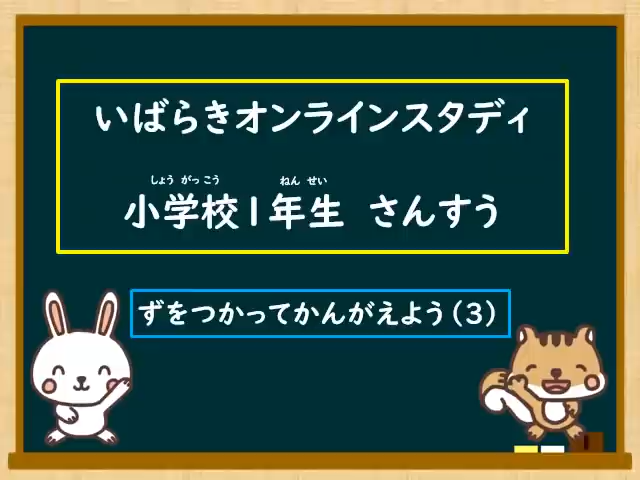 いばらきオンラインスタディ
しょう がっ こう ねん せい
小学校1年生 さんすう
ずをつかってかんがえよう(3)